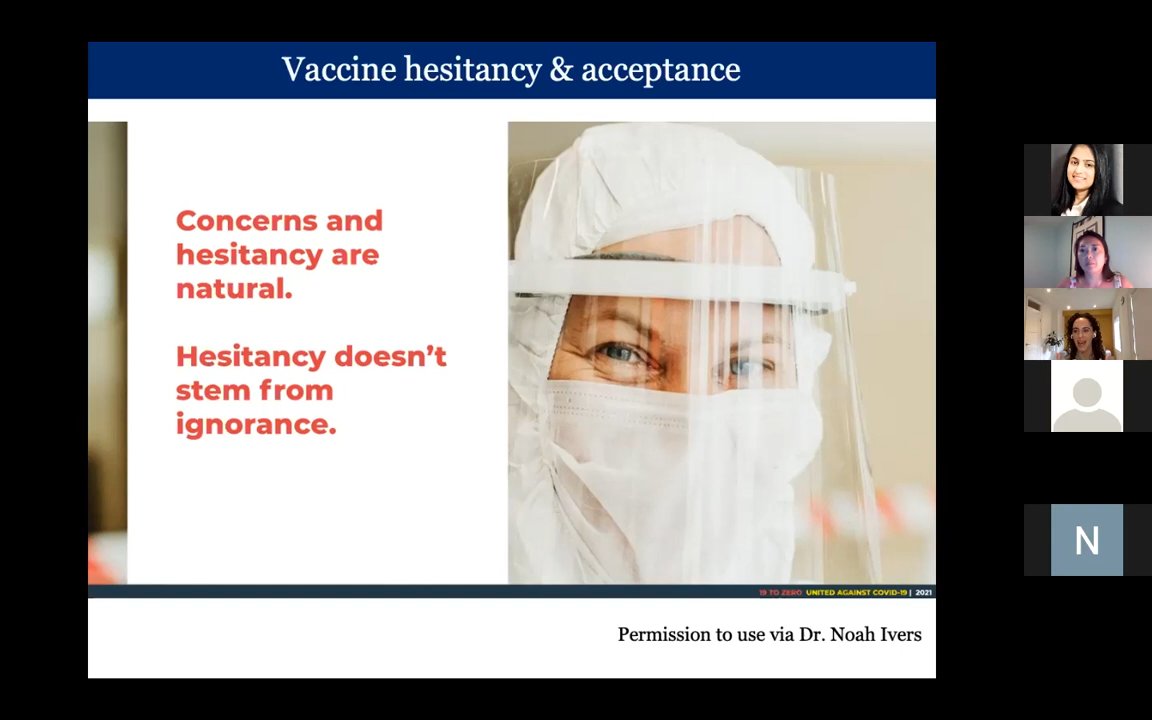 Vaccine hesitancy & acceptance
Concerns and
hesitancy are
natural.
Hesitancy doesn’t
stem from
ignorance.
19 TO ZERO UNITED AGAINST COVID-19 | 2021
Permission to use via Dr. Noah Ivers
N